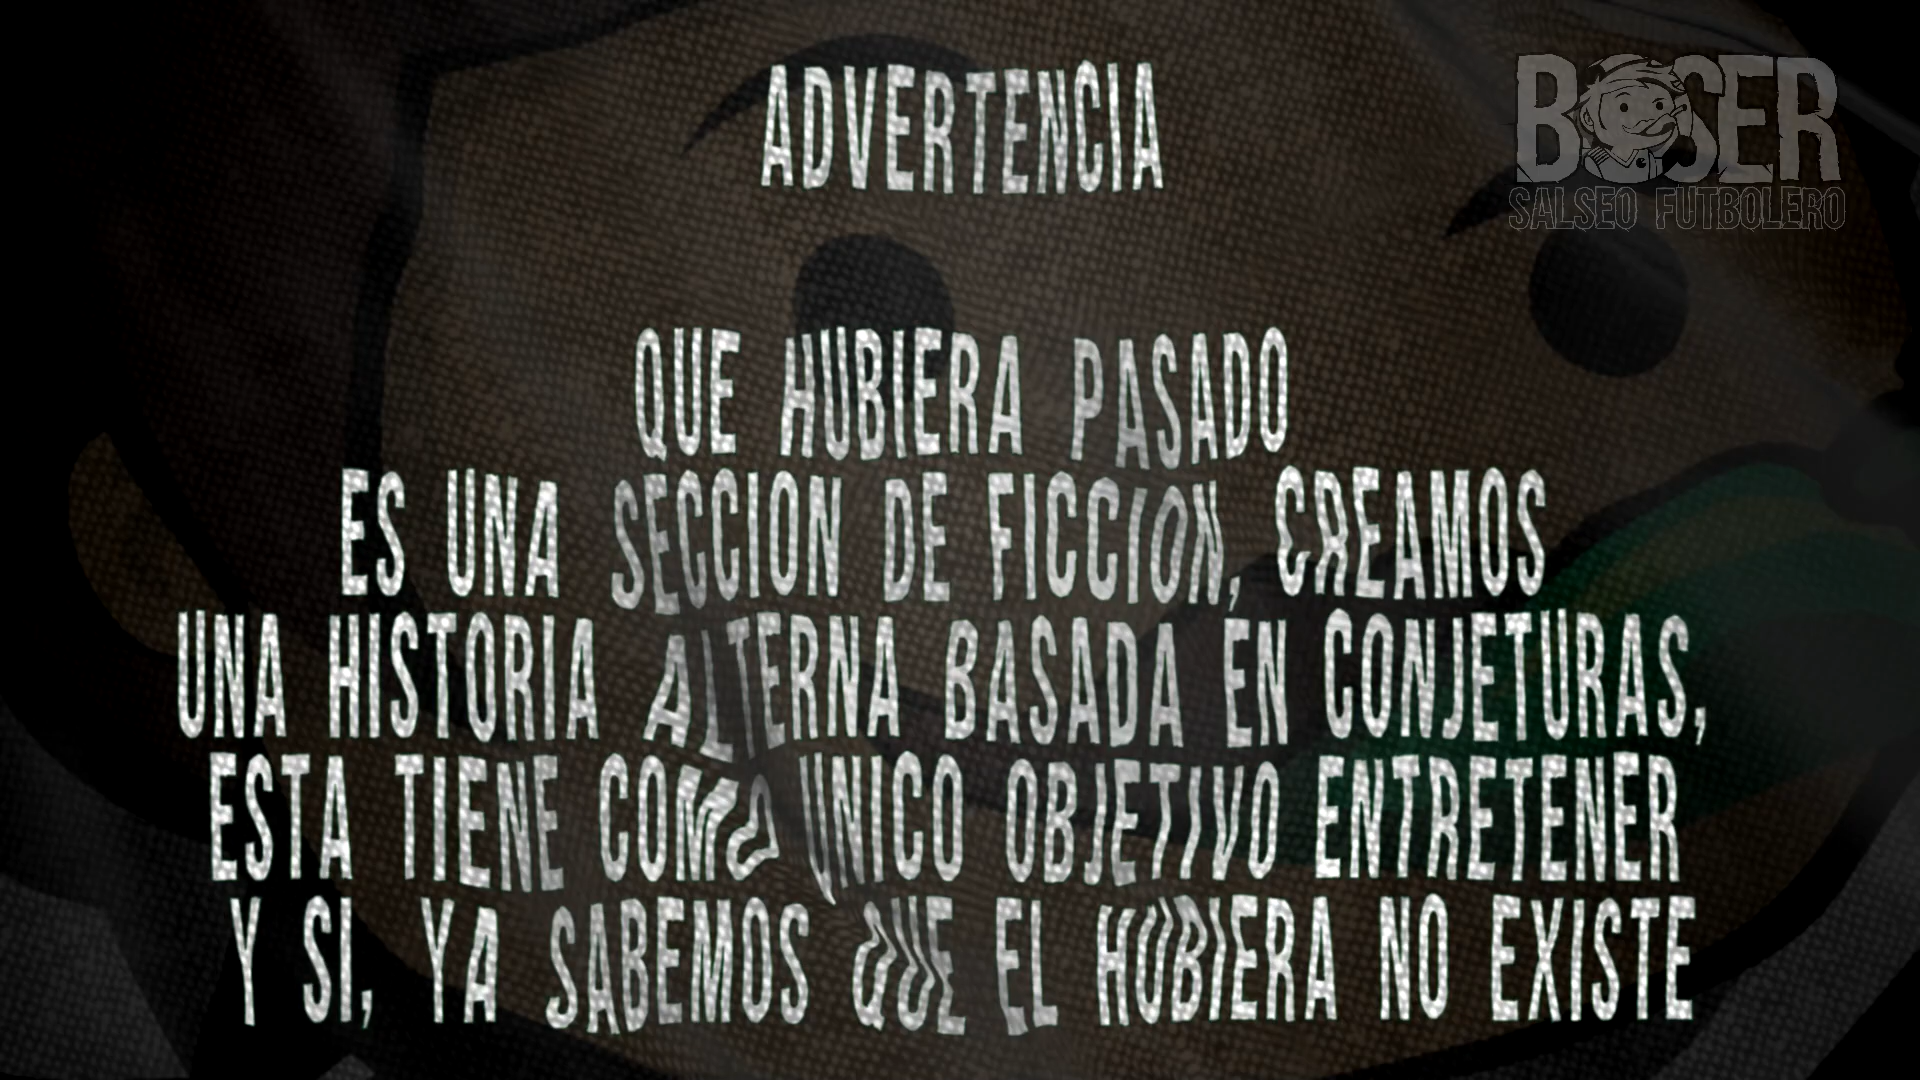 ADVERTENCIA
BOSER
SALSEO FUTBOLERO
QUE HUBIERA PASADO
ES UNA SECCION DE FICCION, CREAMOS
UNA HISTORIA ALTERNA BASADA EN CONJETURAS,
ESTA TIENE COMO UNICO OBJETIVO ENTRETENER
Y SI, YA SABEMOS QUE EL HUBIERA NO EXISTE